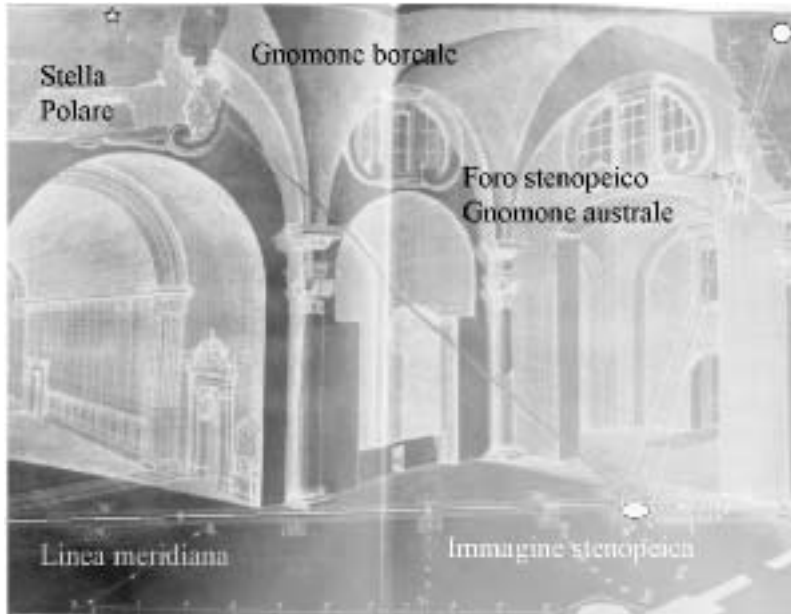 Gnomone boreale
Stella
Polare
Foro stenopeico
Gnomone australe
Linea meridiana
Immagine stenopeica